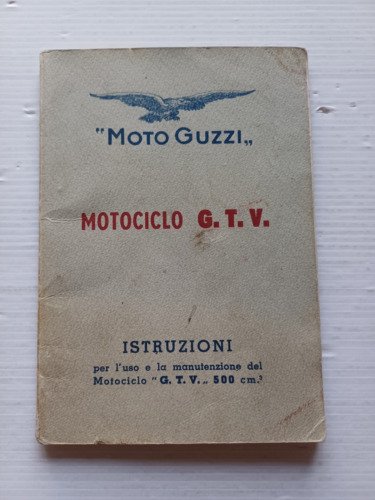 "MOTO GUZZI„
MOTOCICLO G. T. V.
ISTRUZIONI
per l'uso e la manutenzione del
Motociclo " G. T. V. „ 500 cm.³